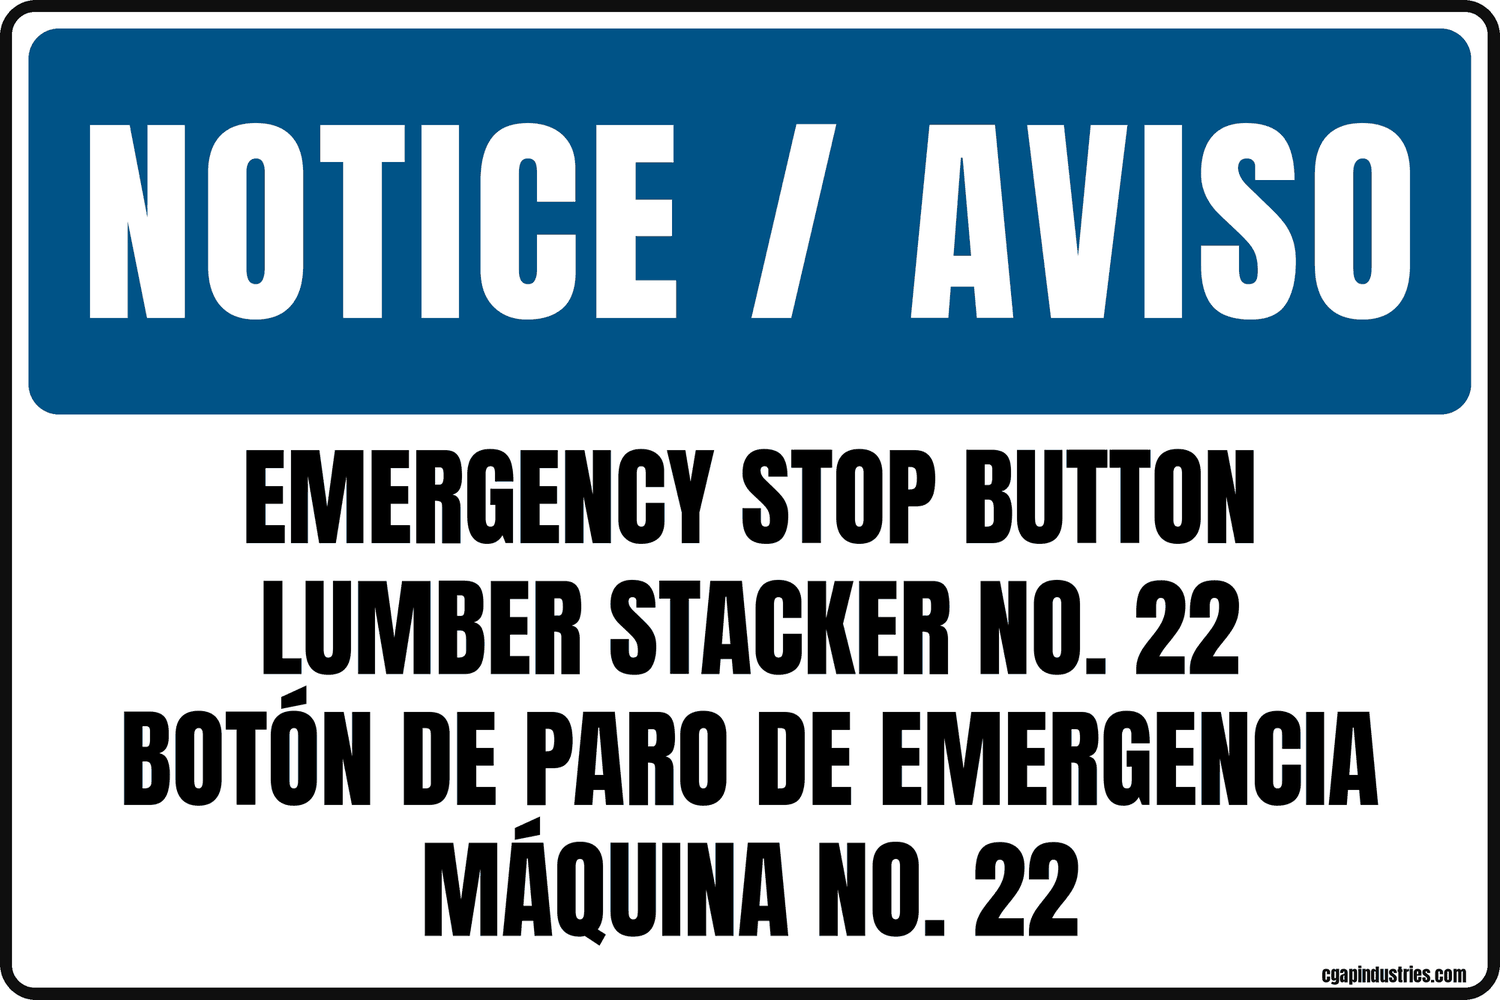 NOTICE / AVISO
EMERGENCY STOP BUTTON
LUMBER STACKER NO. 22
BOTÓN DE PARO DE EMERGENCIA
MÁQUINA NO. 22
cgapindustries.com